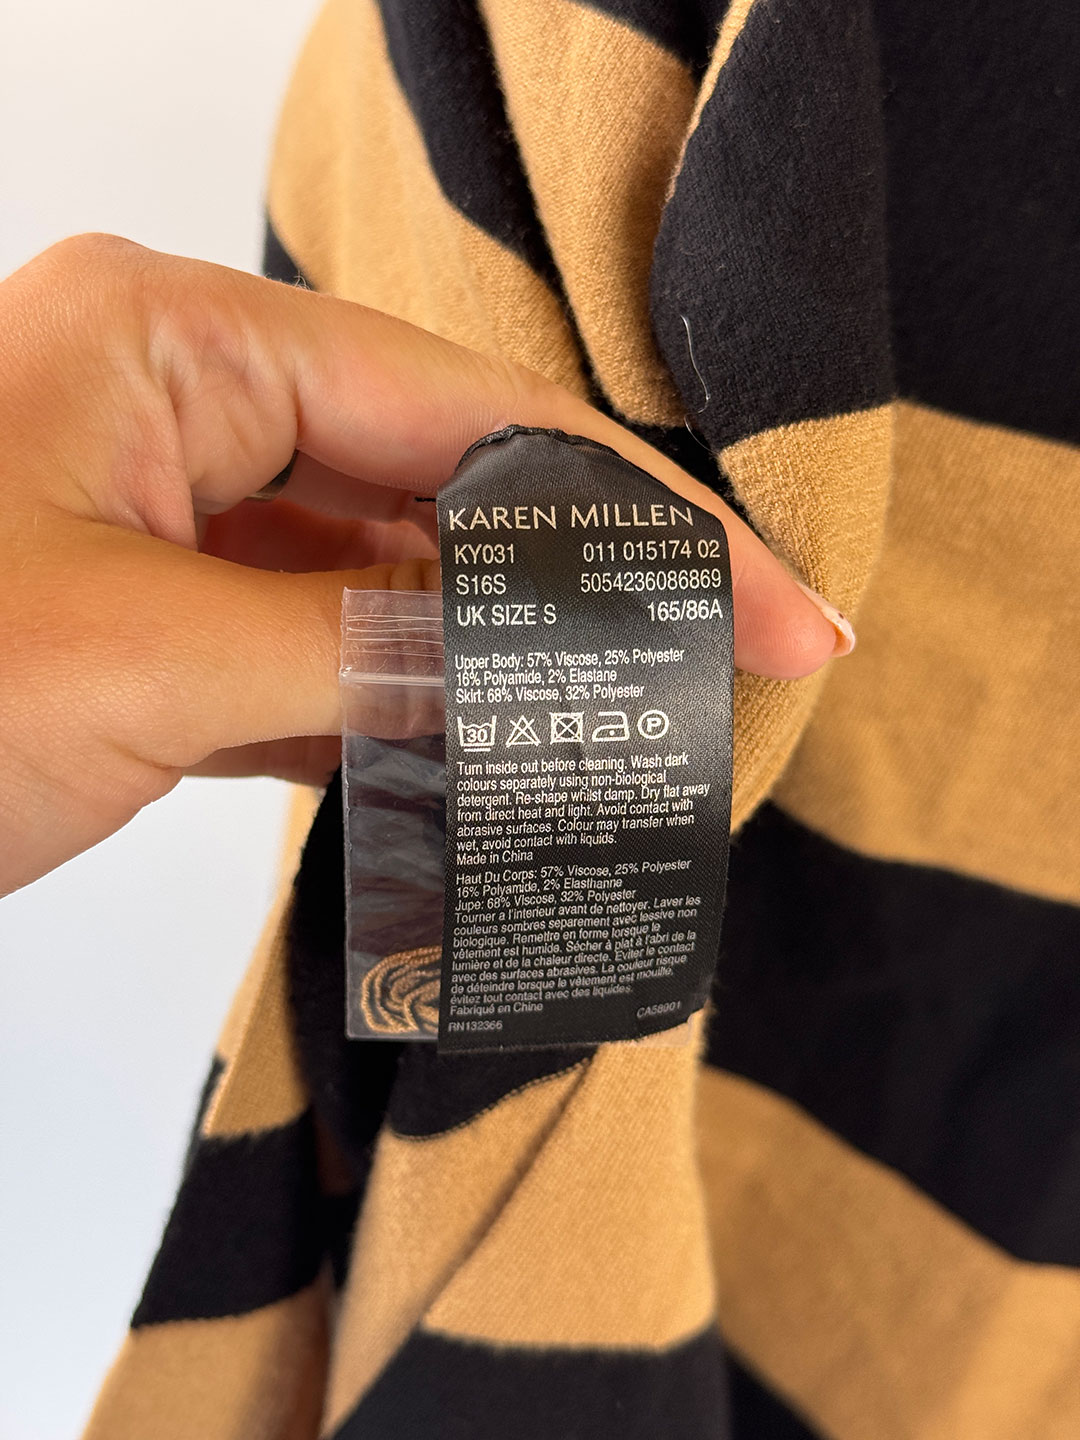 KAREN MILLEN
KY031 011 015174 02
S16S 5054236086869
UK SIZE S 165/86A
Upper Body: 57% Viscose, 25% Polyester
16% Polyamide, 2% Elastane
Skirt: 68% Viscose, 32% Polyester
30 P
Turn inside out before cleaning. Wash dark
colours separately using non-biological
detergent. Re-shape whilst damp. Dry flat away
from direct heat and light. Avoid contact with
abrasive surfaces. Colour may transfer when
wet, avoid contact with liquids.
Made in China
Haut Du Corps: 57% Viscose, 25% Polyester
16% Polyamide, 2% Elasthanne
Jupe: 68% Viscose, 32% Polyester
Tourner a l'interieur avant de nettoyer. Laver les
couleurs sombres separement avec lessive non
biologique. Remettre en forme lorsque le
vêtement est humide. Sécher à plat à l'abri de la
lumière et de la chaleur directe. Eviter le contact
avec des surfaces abrasives. La couleur risque
de déteindre lorsque le vêtement est mouillé,
évitez tout contact avec des liquides.
Fabriqué en Chine
RN132366 CA58901